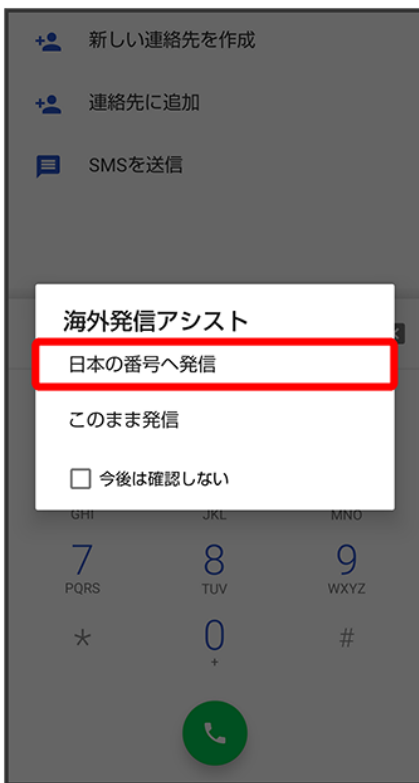 新しい連絡先を作成
連絡先に追加
SMSを送信
海外発信アシスト
日本の番号へ発信
このまま発信
今後は確認しない
GHI JKL MNO
7 8 9
PQRS TUV WXYZ
* 0 #
+